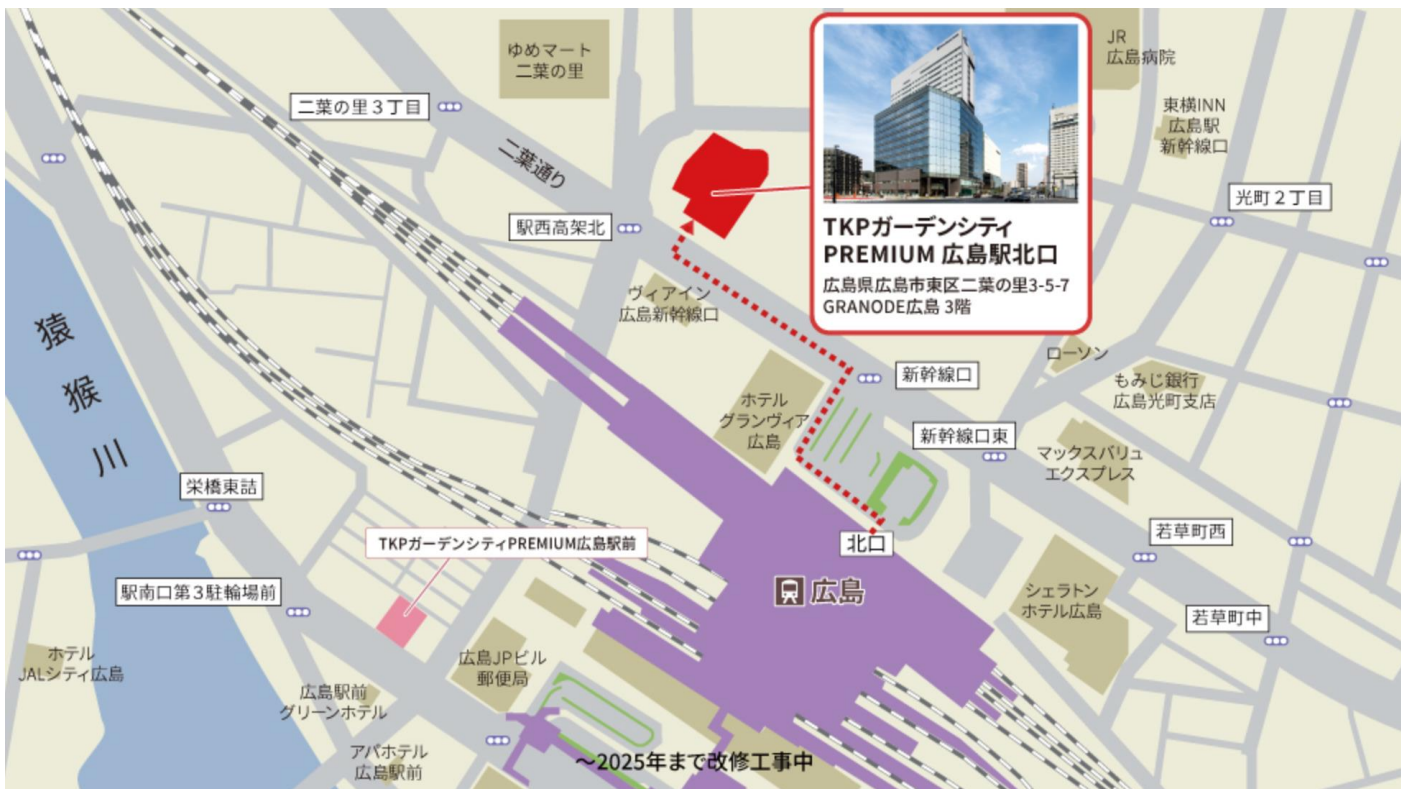 ゆめマート
二葉の里
JR
広島病院
二葉の里3丁目
東横INN
広島駅
新幹線口
二葉通り
光町2丁目
駅西高架北
TKPガーデンシティ
PREMIUM 広島駅北口
広島県広島市東区二葉の里3-5-7
GRANODE広島 3階
ヴィアイン
広島新幹線口
猿猴川
ローソン
新幹線口
もみじ銀行
広島光町支店
ホテル
グランヴィア
広島
新幹線口東
マックスバリュ
エクスプレス
栄橋東詰
TKPガーデンシティPREMIUM広島駅前
北口
若草町西
広島
駅南口第3駐輪場前
シェラトン
ホテル広島
若草町中
ホテル
JALシティ広島
広島JPビル
郵便局
広島駅前
グリーンホテル
アパホテル
広島駅前
～2025年まで改修工事中